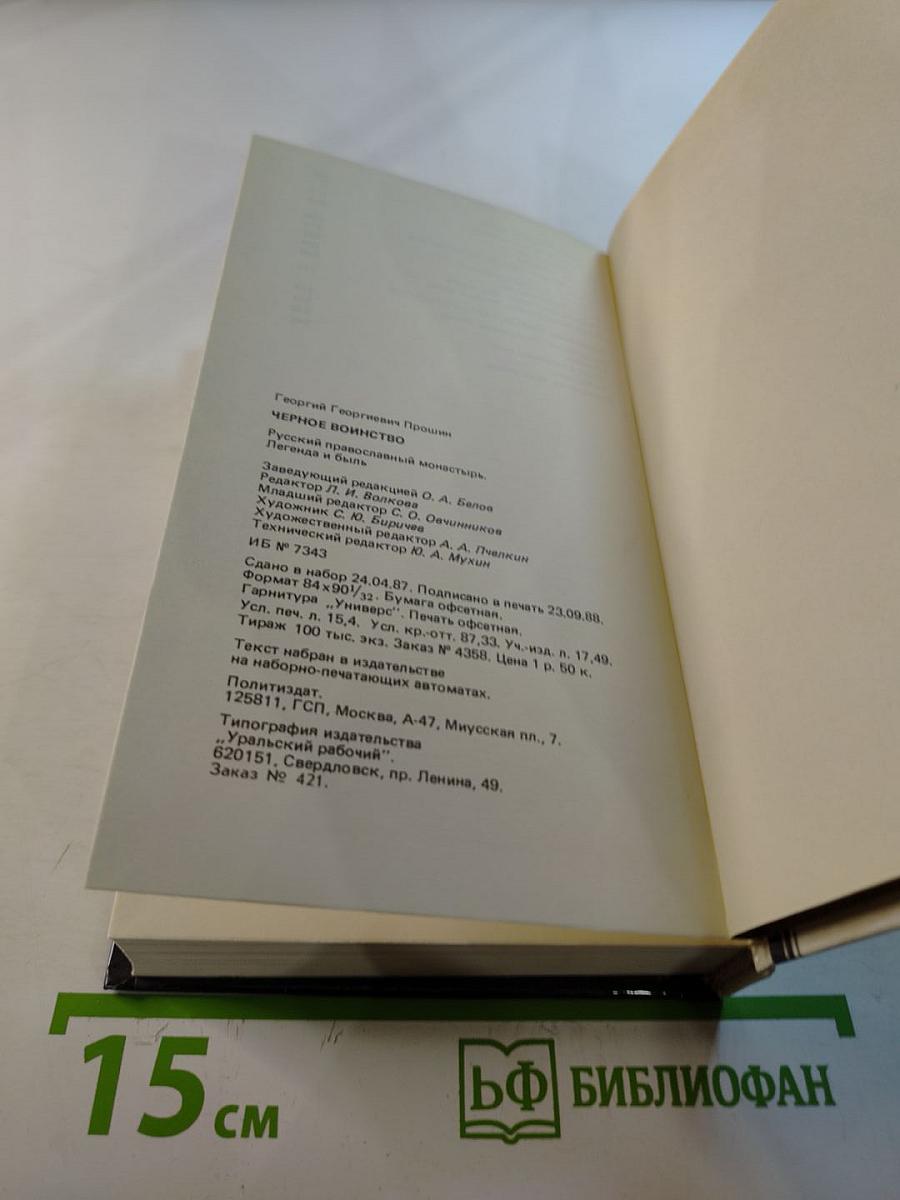 Георгий Георгиевич Прошин
ЧЕРНОЕ ВОИНСТВО
Русский православный монастырь.
Легенда и быль
Заведующий редакцией О. А. Белов
Редактор Л. И. Волкова
Младший редактор С. О. Овчинников
Художник С. Ю. Биричев
Художественный редактор А. А. Пчелкин
Технический редактор Ю. А. Мухин
ИБ № 7343
Сдано в набор 24.04.87. Подписано в печать 23.09.88.
Формат 84×90¹/₃₂. Бумага офсетная.
Гарнитура „Универс“. Печать офсетная.
Усл. печ. л. 15,4. Усл. кр.-отт. 87,33. Уч.-изд. л. 17,49.
Тираж 100 тыс. экз. Заказ № 4358. Цена 1 р. 50 к.
Текст набран в издательстве
на наборно-печатающих автоматах.
Политиздат.
125811, ГСП, Москва, А-47, Миусская пл., 7.
Типография издательства
„Уральский рабочий“.
620151, Свердловск, пр. Ленина, 49.
Заказ № 421.
15 см
БФ БИБЛИОФАН